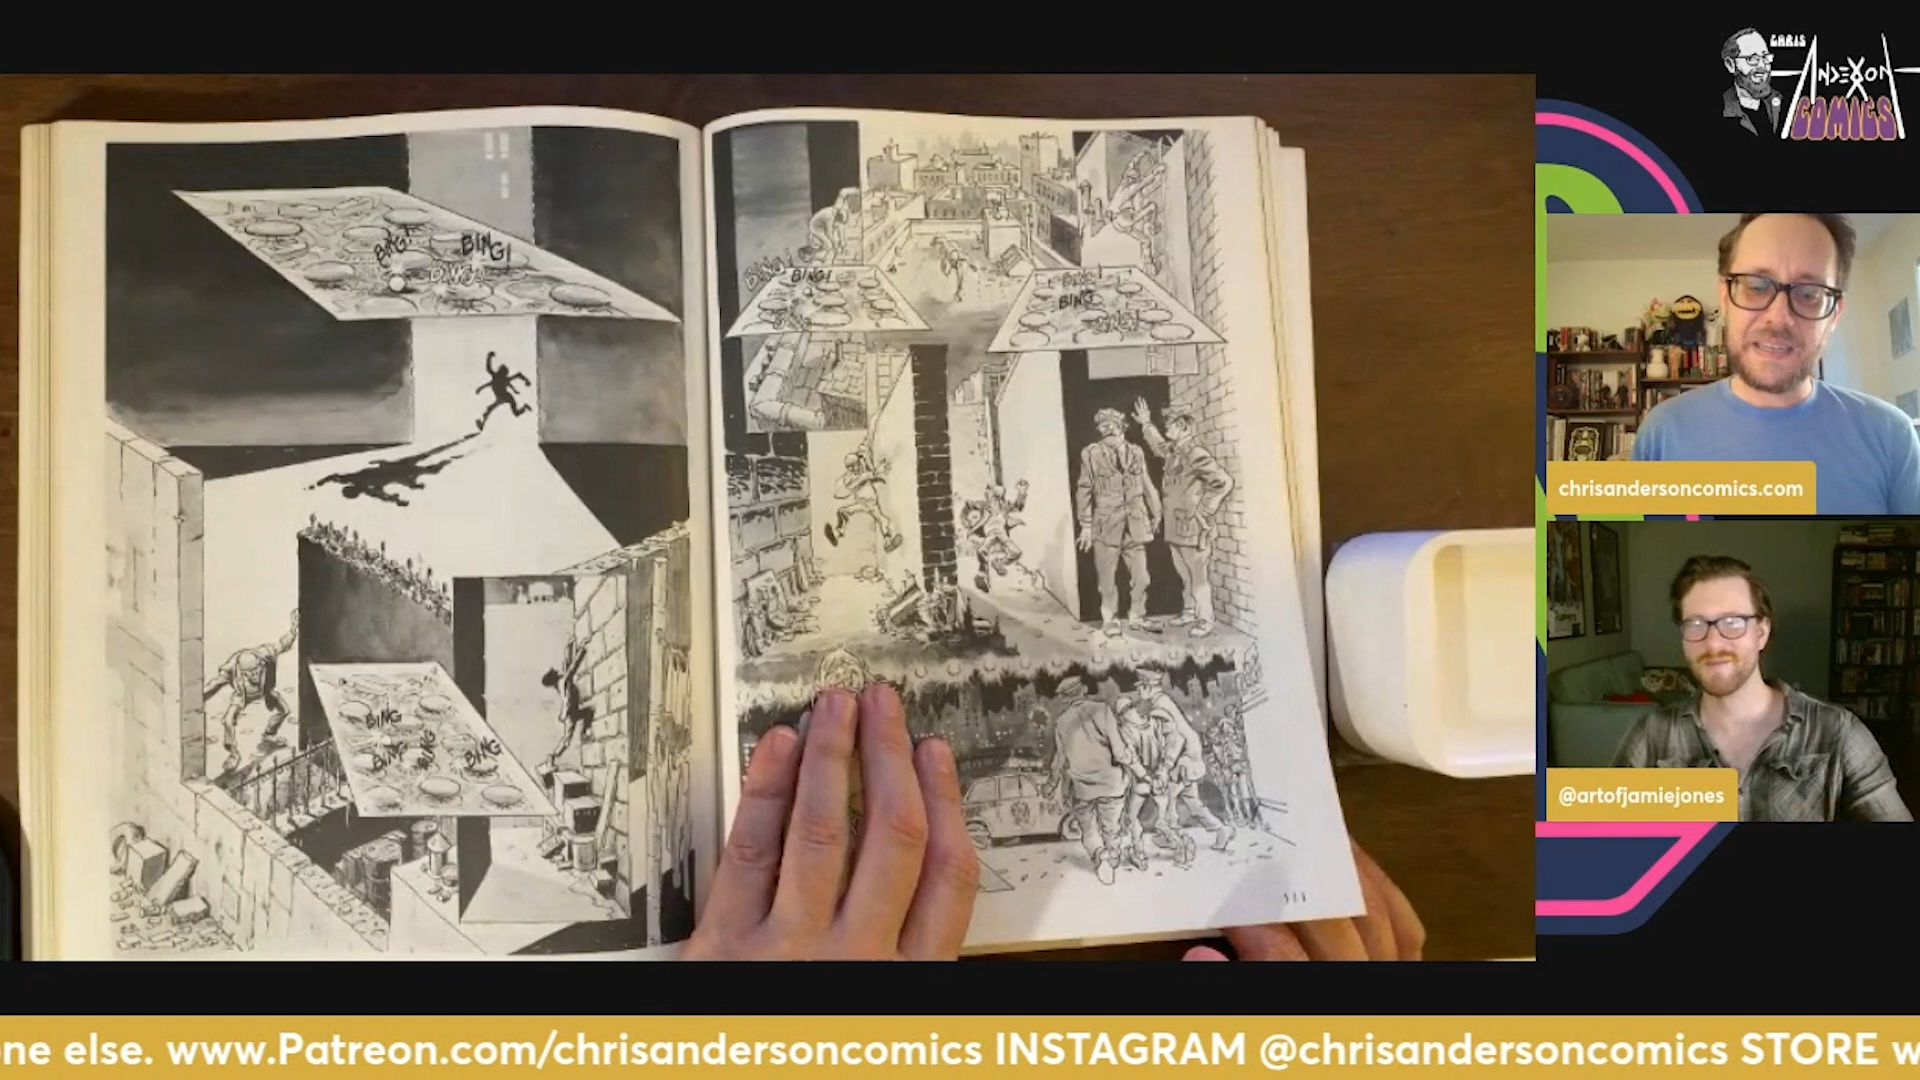 CHRIS
ANDERSON
COMICS
BING!
BING!
BING!
BING!
BING!
BING
BING
BING
BING
BING
chrisandersoncomics.com
@artofjamiejones
ne else. www.Patreon.com/chrisandersoncomics INSTAGRAM @chrisandersoncomics STORE w